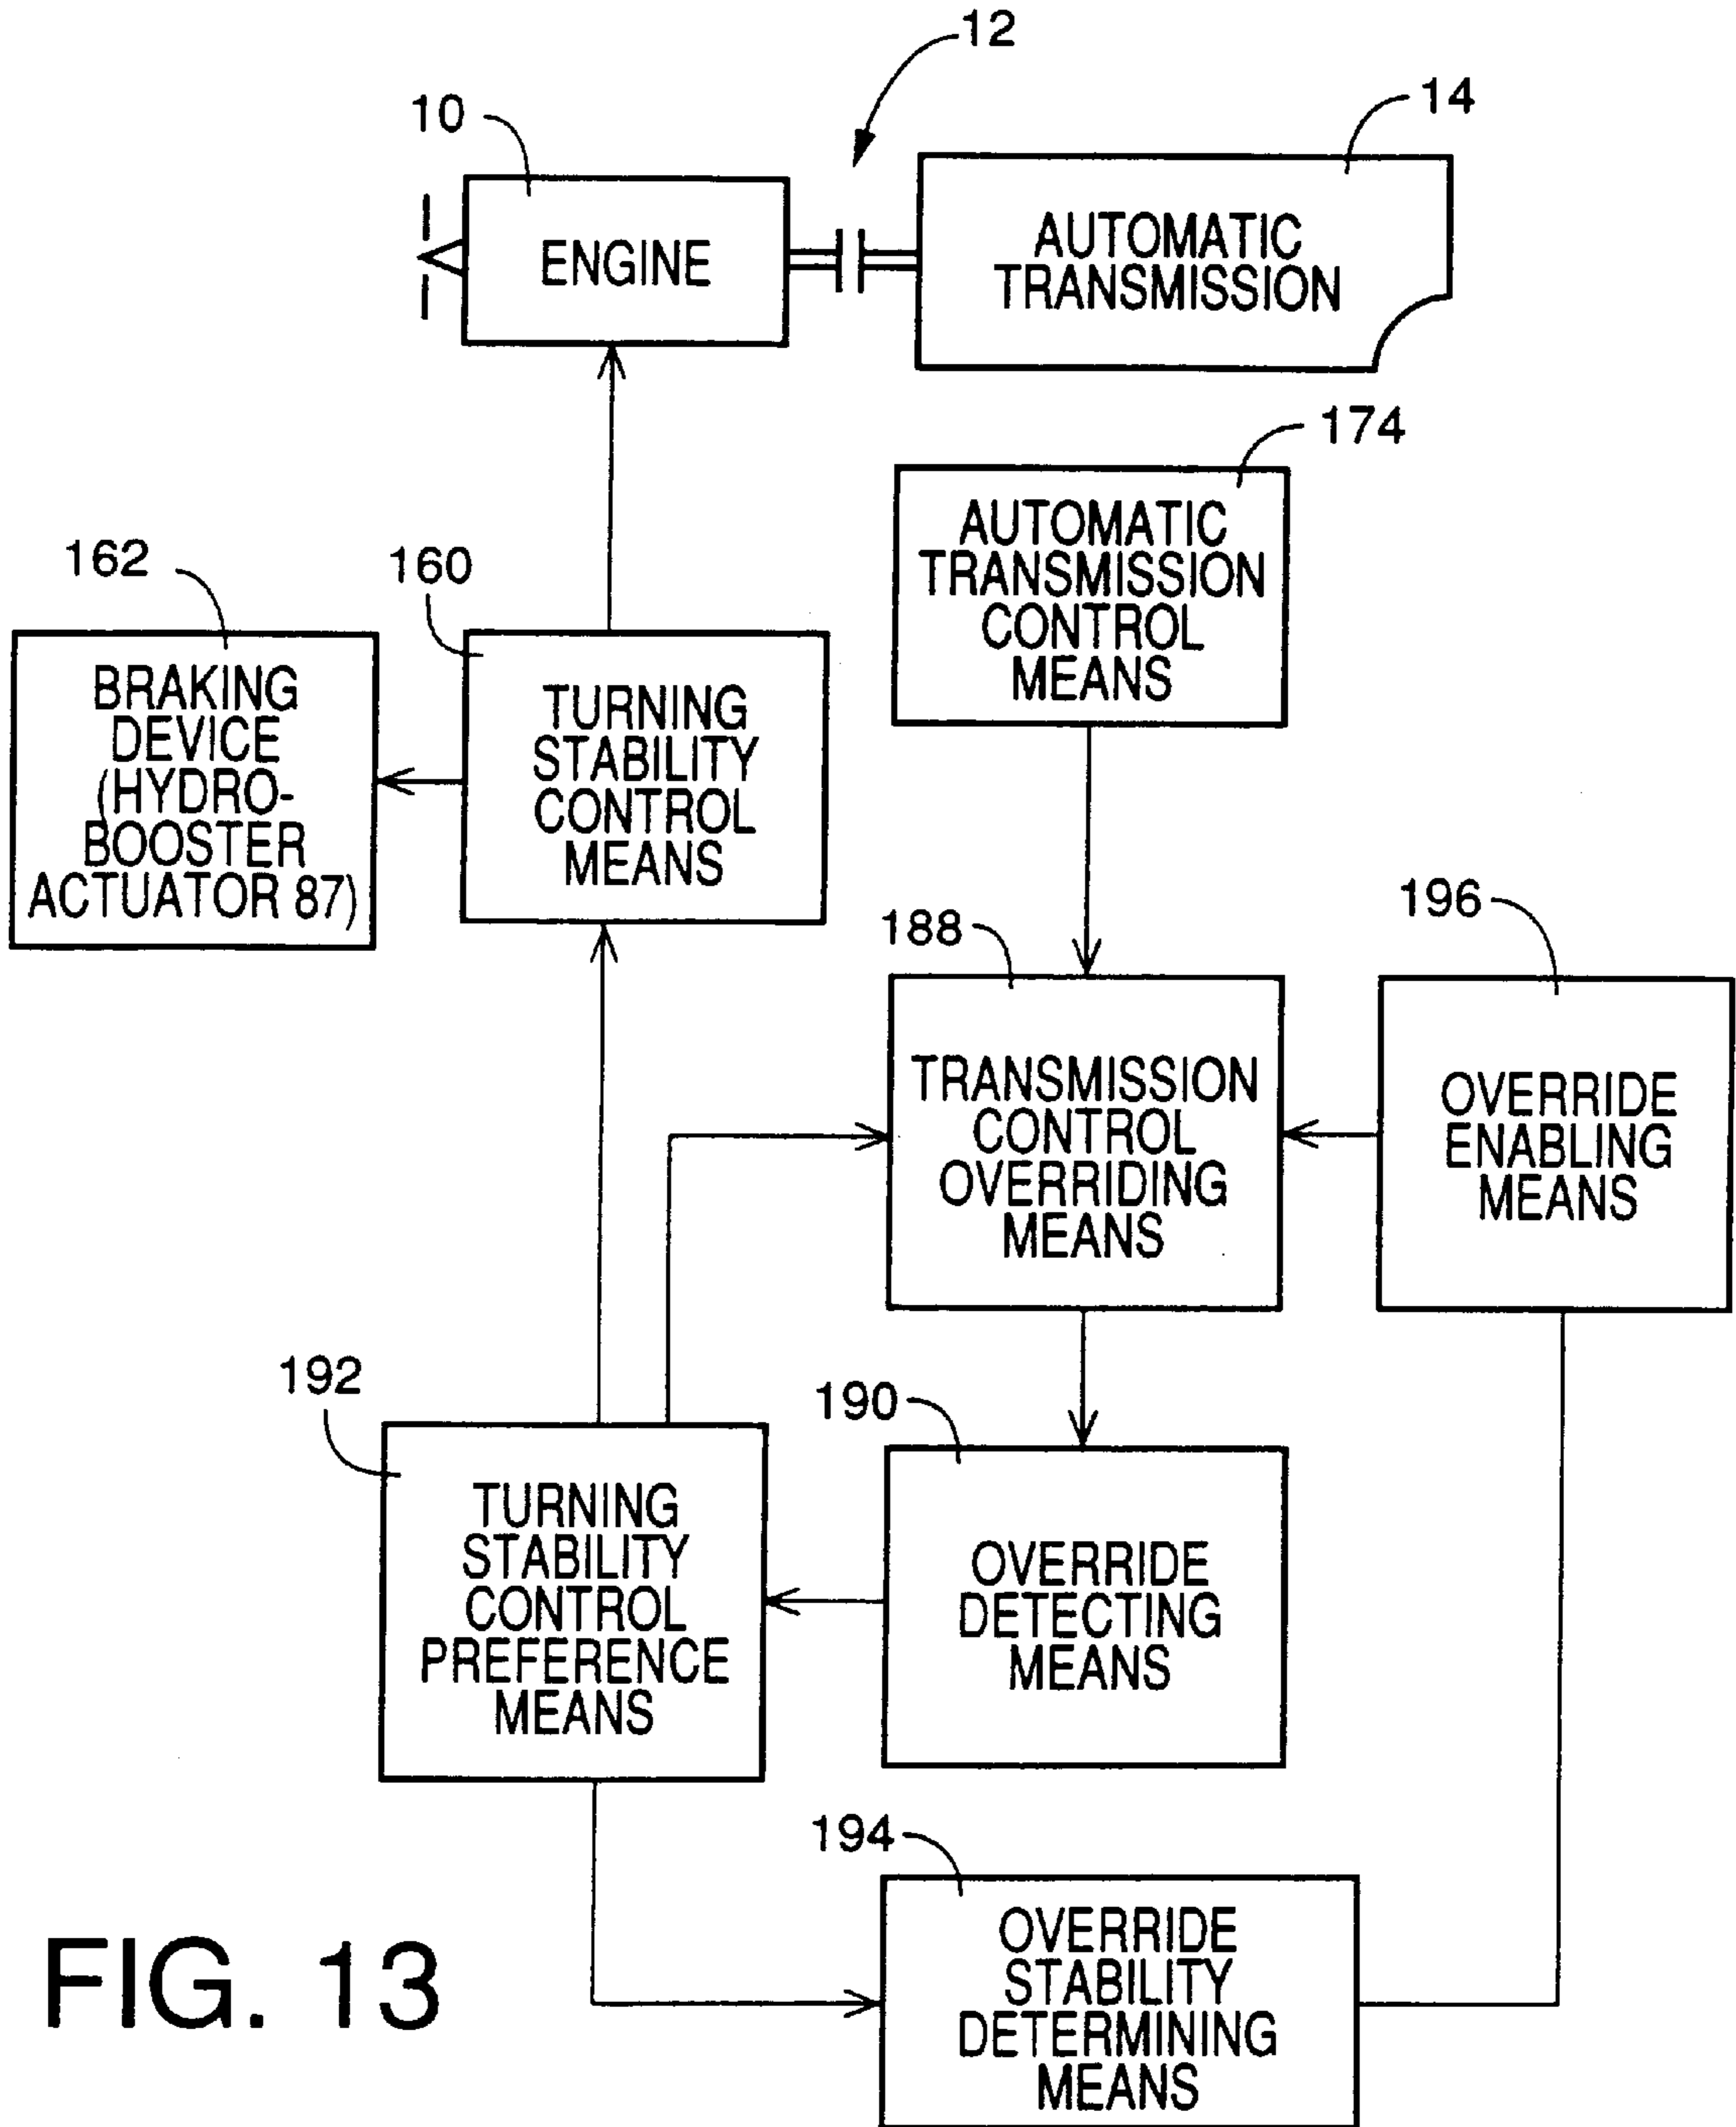 12
10
14
ENGINE
AUTOMATIC
TRANSMISSION
174
AUTOMATIC
TRANSMISSION
CONTROL
MEANS
162
160
BRAKING
DEVICE
(HYDRO-
BOOSTER
ACTUATOR 87)
TURNING
STABILITY
CONTROL
MEANS
188
196
TRANSMISSION
CONTROL
OVERRIDING
MEANS
OVERRIDE
ENABLING
MEANS
192
190
TURNING
STABILITY
CONTROL
PREFERENCE
MEANS
OVERRIDE
DETECTING
MEANS
194
OVERRIDE
STABILITY
DETERMINING
MEANS
FIG. 13